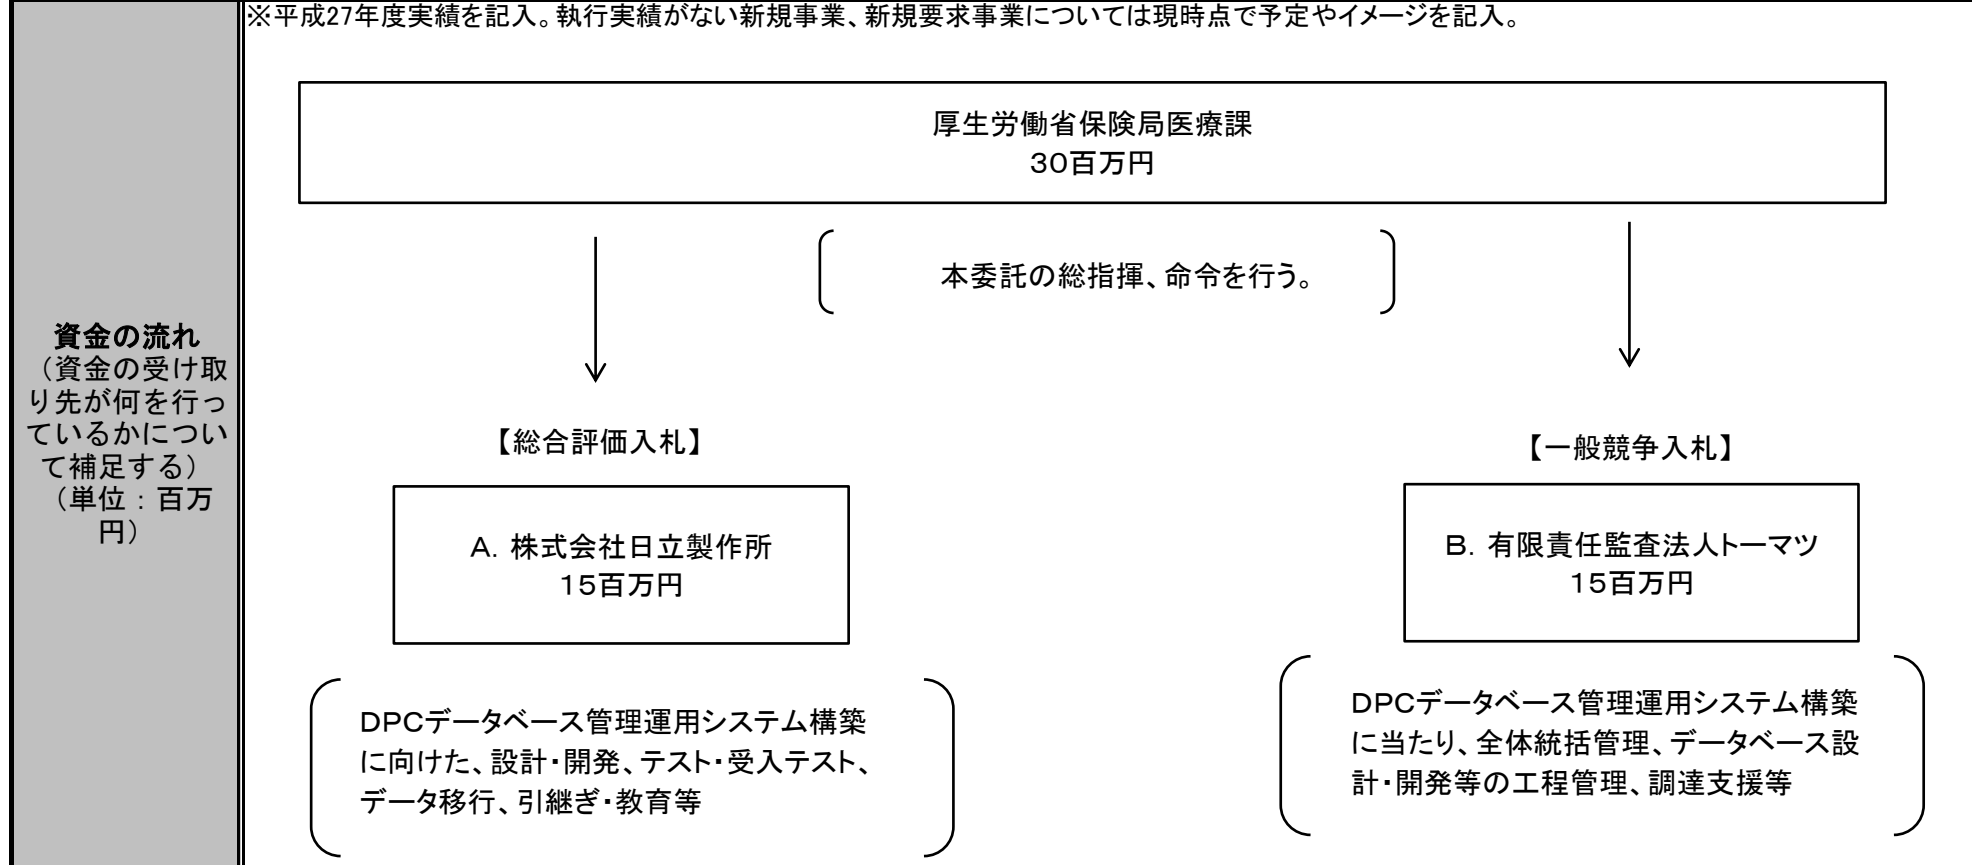 ※平成27年度実績を記入。執行実績がない新規事業、新規要求事業については現時点で予定やイメージを記入。
資金の流れ
（資金の受け取
り先が何を行っ
ているかについ
て補足する）
（単位：百万
円）
厚生労働省保険局医療課
３０百万円
本委託の総指揮、命令を行う。
【総合評価入札】
【一般競争入札】
Ａ．株式会社日立製作所
１５百万円
Ｂ．有限責任監査法人トーマツ
１５百万円
ＤＰＣデータベース管理運用システム構築
に向けた、設計・開発、テスト・受入テスト、
データ移行、引継ぎ・教育等
ＤＰＣデータベース管理運用システム構築
に当たり、全体統括管理、データベース設
計・開発等の工程管理、調達支援等